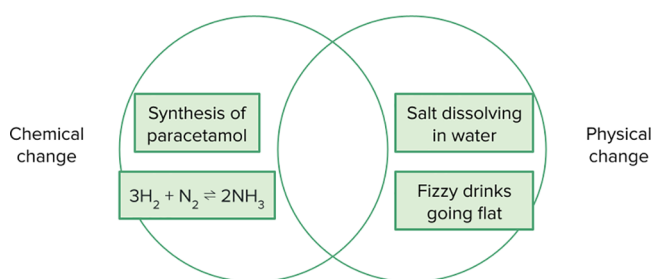 Chemical
change
Synthesis of
paracetamol
3H₂ + N₂ ⇌ 2NH₃
Salt dissolving
in water
Fizzy drinks
going flat
Physical
change